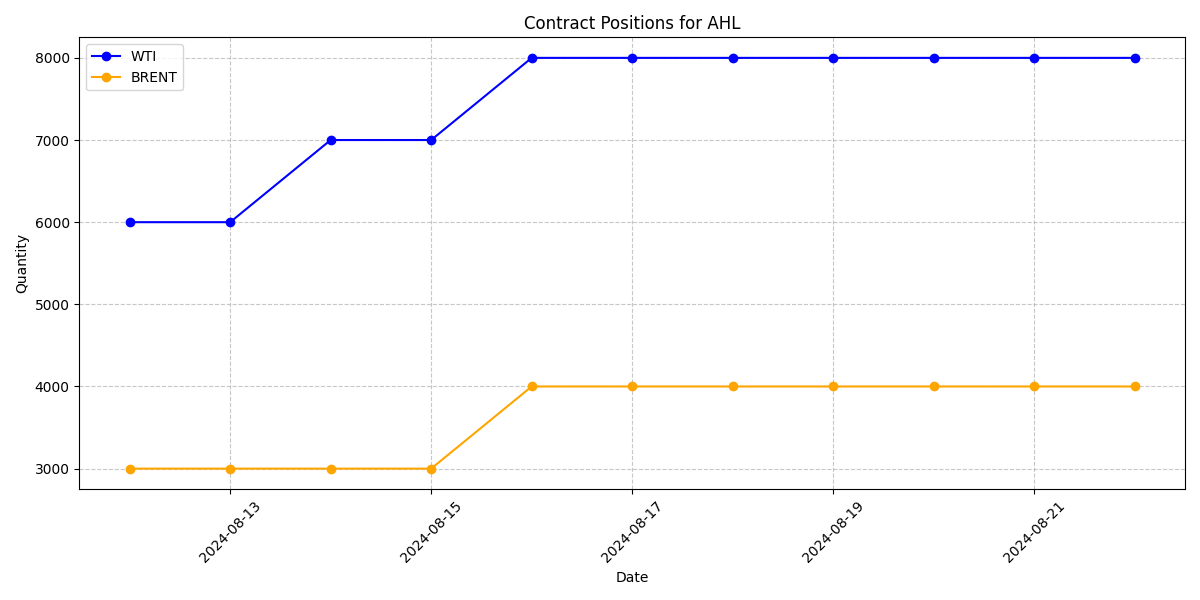 Contract Positions for AHL
WTI
BRENT
8000
7000
6000
5000
4000
3000
Quantity
2024-08-13
2024-08-15
2024-08-17
2024-08-19
2024-08-21
Date